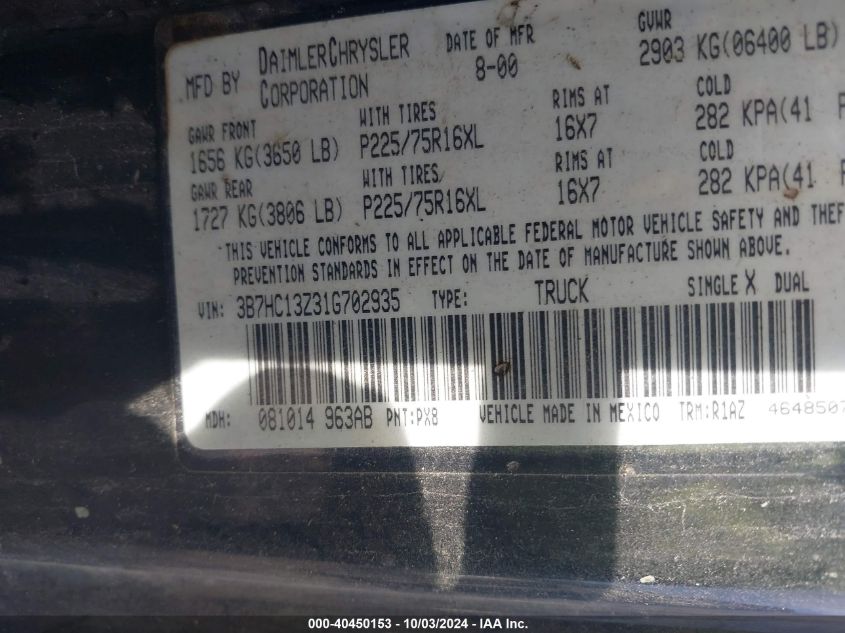 MFD BY DAIMLERCHRYSLER CORPORATION DATE OF MFR 8-00 GVWR 2903 KG(06400 LB)
GAWR FRONT WITH TIRES RIMS AT COLD
1656 KG(3650 LB) P225/75R16XL 16X7 282 KPA(41
GAWR REAR WITH TIRES RIMS AT COLD
1727 KG(3806 LB) P225/75R16XL 16X7 282 KPA(41
THIS VEHICLE CONFORMS TO ALL APPLICABLE FEDERAL MOTOR VEHICLE SAFETY AND THEF
PREVENTION STANDARDS IN EFFECT ON THE DATE OF MANUFACTURE SHOWN ABOVE.
VIN: 3B7HC13Z31G702935 TYPE: TRUCK SINGLE X DUAL
MDH: 081014 963AB PNT:PX8 VEHICLE MADE IN MEXICO TRM:R1AZ 4648507
000-40450153 - 10/03/2024 - IAA Inc.